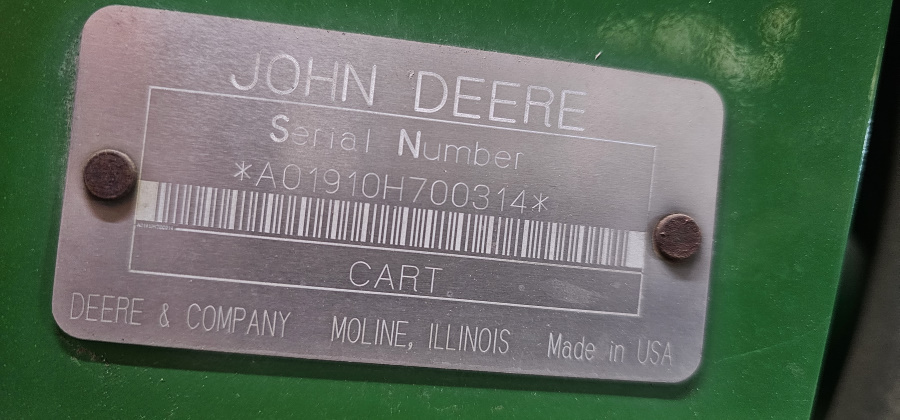 JOHN DEERE
Serial Number
*A01910H700314*
CART
DEERE & COMPANY MOLINE, ILLINOIS Made in USA